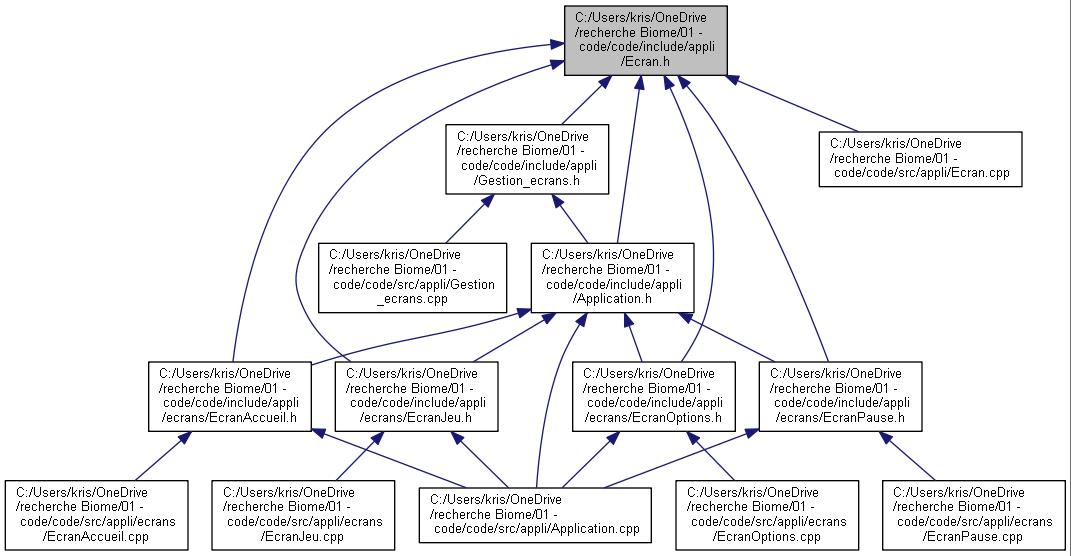 C:/Users/kris/OneDrive
/recherche Biome/01 -
code/code/include/appli
/Ecran.h
C:/Users/kris/OneDrive
/recherche Biome/01 -
code/code/include/appli
/Gestion_ecrans.h
C:/Users/kris/OneDrive
/recherche Biome/01 -
code/code/src/appli/Ecran.cpp
C:/Users/kris/OneDrive
/recherche Biome/01 -
code/code/src/appli/Gestion
_ecrans.cpp
C:/Users/kris/OneDrive
/recherche Biome/01 -
code/code/include/appli
/Application.h
C:/Users/kris/OneDrive
/recherche Biome/01 -
code/code/include/appli
/ecrans/EcranAccueil.h
C:/Users/kris/OneDrive
/recherche Biome/01 -
code/code/include/appli
/ecrans/EcranJeu.h
C:/Users/kris/OneDrive
/recherche Biome/01 -
code/code/include/appli
/ecrans/EcranOptions.h
C:/Users/kris/OneDrive
/recherche Biome/01 -
code/code/include/appli
/ecrans/EcranPause.h
C:/Users/kris/OneDrive
/recherche Biome/01 -
code/code/src/appli/ecrans
/EcranAccueil.cpp
C:/Users/kris/OneDrive
/recherche Biome/01 -
code/code/src/appli/ecrans
/EcranJeu.cpp
C:/Users/kris/OneDrive
/recherche Biome/01 -
code/code/src/appli/Application.cpp
C:/Users/kris/OneDrive
/recherche Biome/01 -
code/code/src/appli/ecrans
/EcranOptions.cpp
C:/Users/kris/OneDrive
/recherche Biome/01 -
code/code/src/appli/ecrans
/EcranPause.cpp